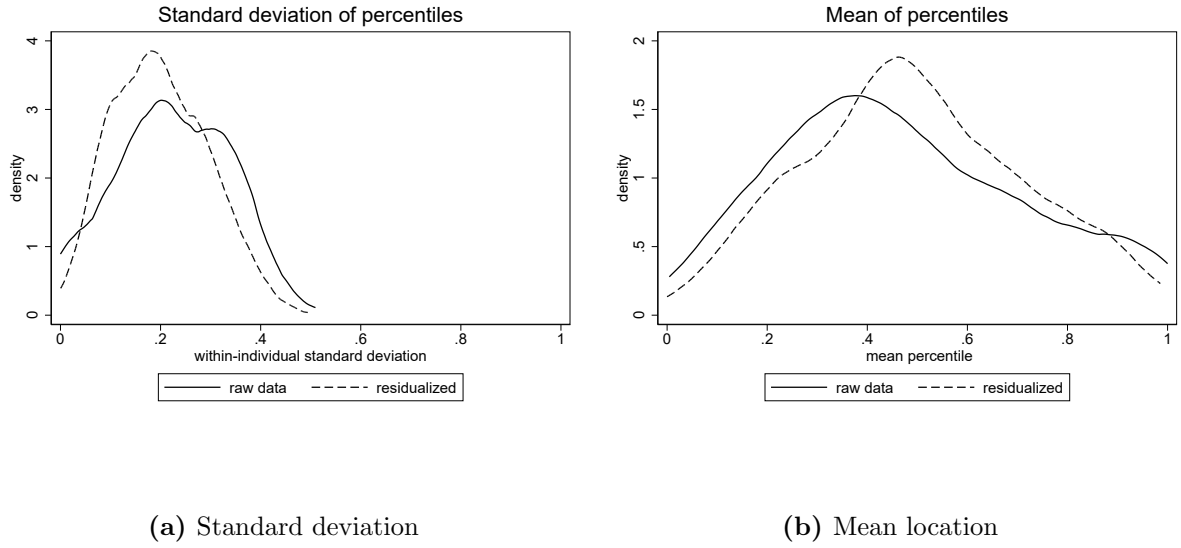 Standard deviation of percentiles
density
4
3
2
1
0
0 .2 .4 .6 .8 1
within-individual standard deviation
raw data residualized
(a) Standard deviation
Mean of percentiles
density
2
1.5
1
.5
0
0 .2 .4 .6 .8 1
mean percentile
raw data residualized
(b) Mean location